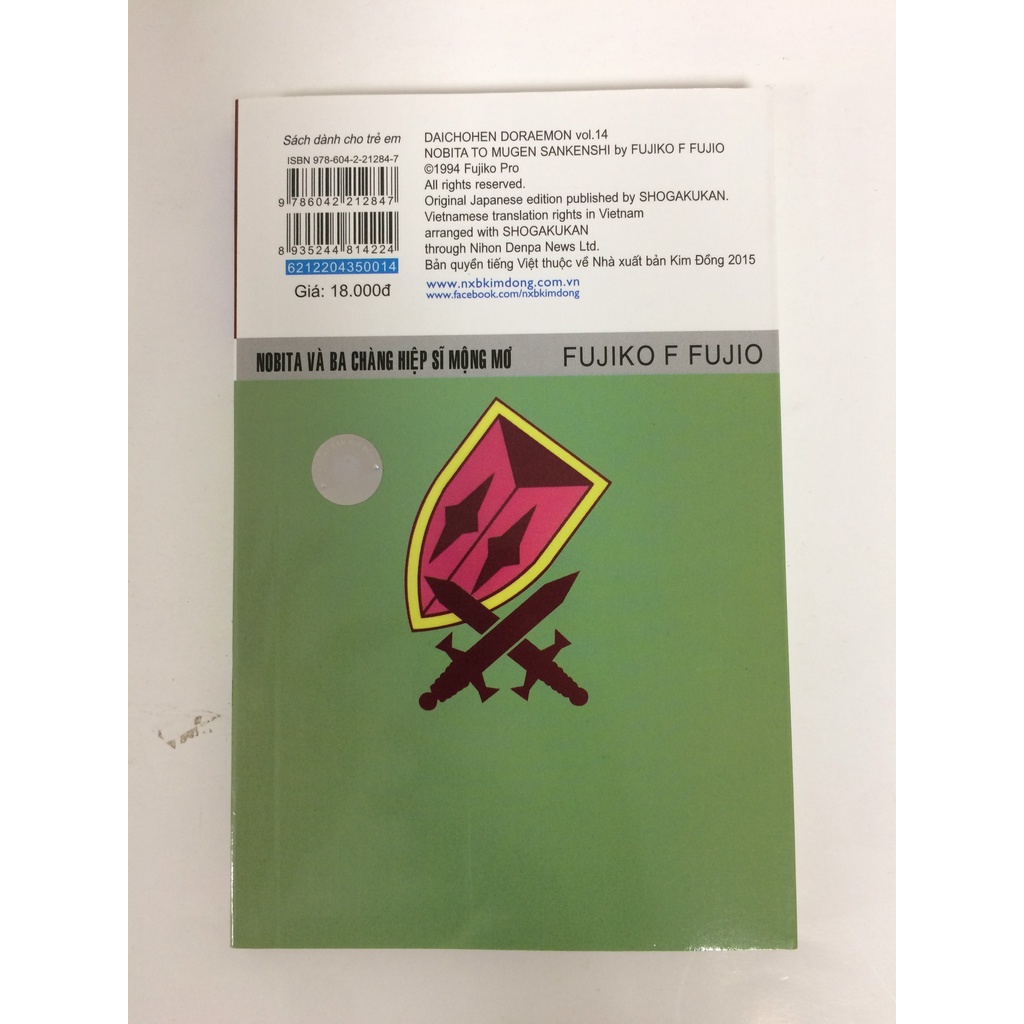 Sách dành cho trẻ em
ISBN 978-604-2-21284-7
9 786042 212847
8 935244 814224
6212204350014
Giá: 18.000đ
DAICHOHEN DORAEMON vol.14
NOBITA TO MUGEN SANKENSHI by FUJIKO F FUJIO
©1994 Fujiko Pro
All rights reserved.
Original Japanese edition published by SHOGAKUKAN.
Vietnamese translation rights in Vietnam
arranged with SHOGAKUKAN
through Nihon Denpa News Ltd.
Bản quyền tiếng Việt thuộc về Nhà xuất bản Kim Đồng 2015
www.nxbkimdong.com.vn
www.facebook.com/nxbkimdong
NOBITA VÀ BA CHÀNG HIỆP SĨ MỘNG MƠ
FUJIKO F FUJIO